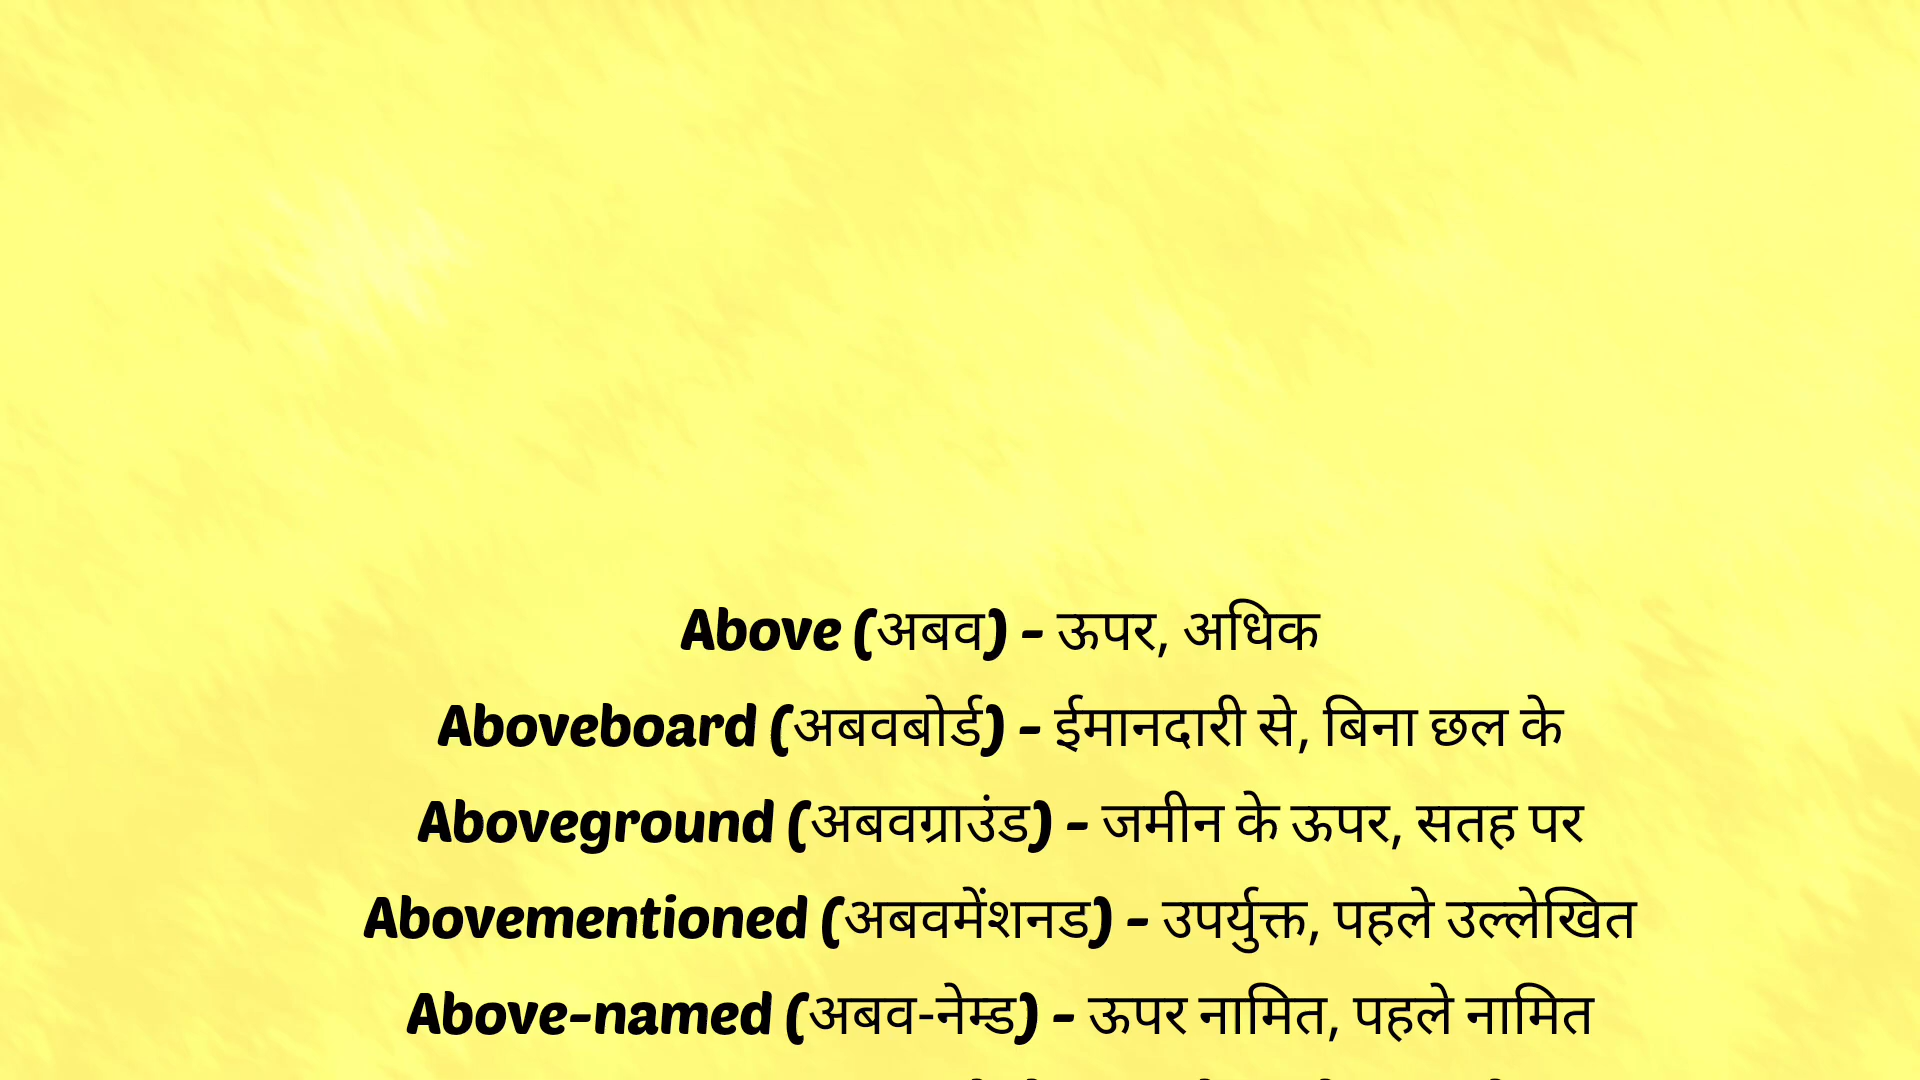 Above (अबव) - ऊपर, अधिक
Aboveboard (अबवबोर्ड) - ईमानदारी से, बिना छल के
Aboveground (अबवग्राउंड) - जमीन के ऊपर, सतह पर
Abovementioned (अबवमेंशनड) - उपर्युक्त, पहले उल्लेखित
Above-named (अबव-नेम्ड) - ऊपर नामित, पहले नामित